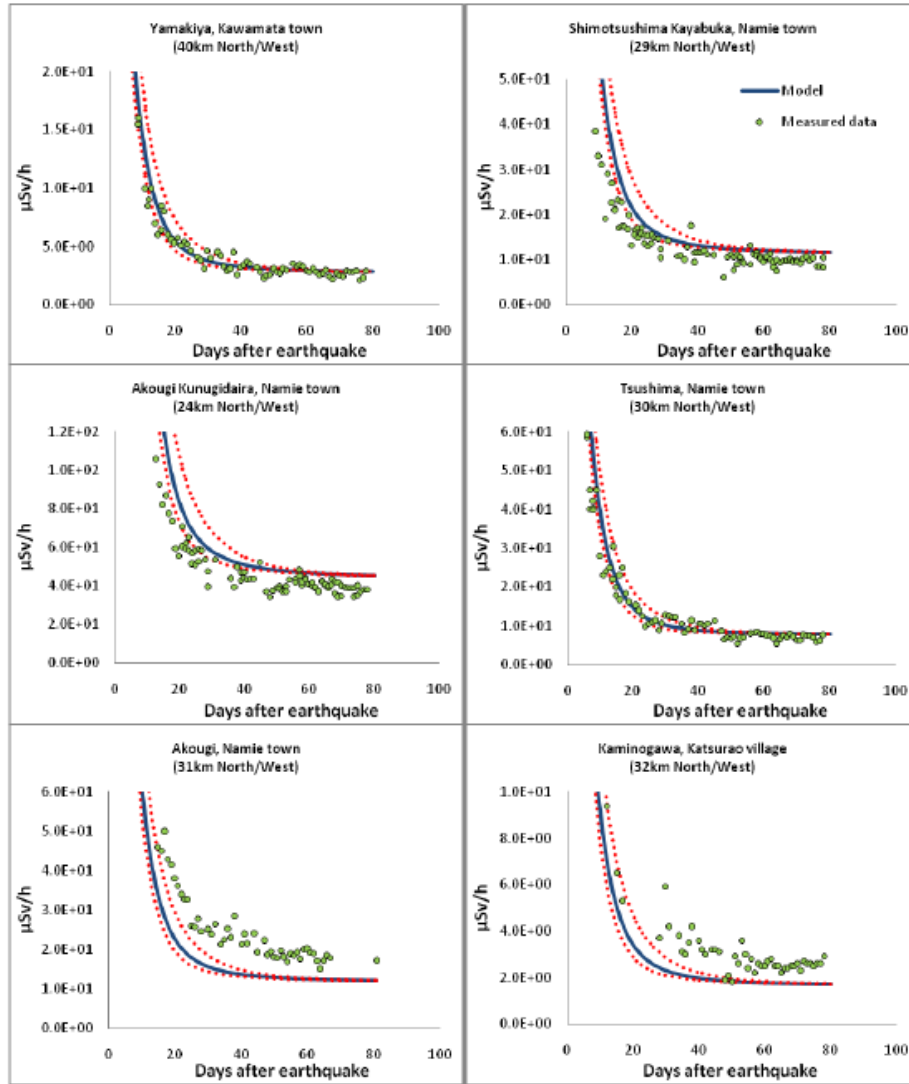 Yamakiya, Kawamata town
(40km North/West)
2.0E+01
1.5E+01
1.0E+01
5.0E+00
0.0E+00
µSv/h
0 20 40 60 80 100
Days after earthquake
Shimotsushima Kayabuka, Namie town
(29km North/West)
5.0E+01
4.0E+01
3.0E+01
2.0E+01
1.0E+01
0.0E+00
µSv/h
Model
Measured data
0 20 40 60 80 100
Days after earthquake
Akougi Kunugidaira, Namie town
(24km North/West)
1.2E+02
1.0E+02
8.0E+01
6.0E+01
4.0E+01
2.0E+01
0.0E+00
µSv/h
0 20 40 60 80 100
Days after earthquake
Tsushima, Namie town
(30km North/West)
6.0E+01
5.0E+01
4.0E+01
3.0E+01
2.0E+01
1.0E+01
0.0E+00
µSv/h
0 20 40 60 80 100
Days after earthquake
Akougi, Namie town
(31km North/West)
6.0E+01
5.0E+01
4.0E+01
3.0E+01
2.0E+01
1.0E+01
0.0E+00
µSv/h
0 20 40 60 80 100
Days after earthquake
Kaminogawa, Katsurao village
(32km North/West)
1.0E+01
8.0E+00
6.0E+00
4.0E+00
2.0E+00
0.0E+00
µSv/h
0 20 40 60 80 100
Days after earthquake